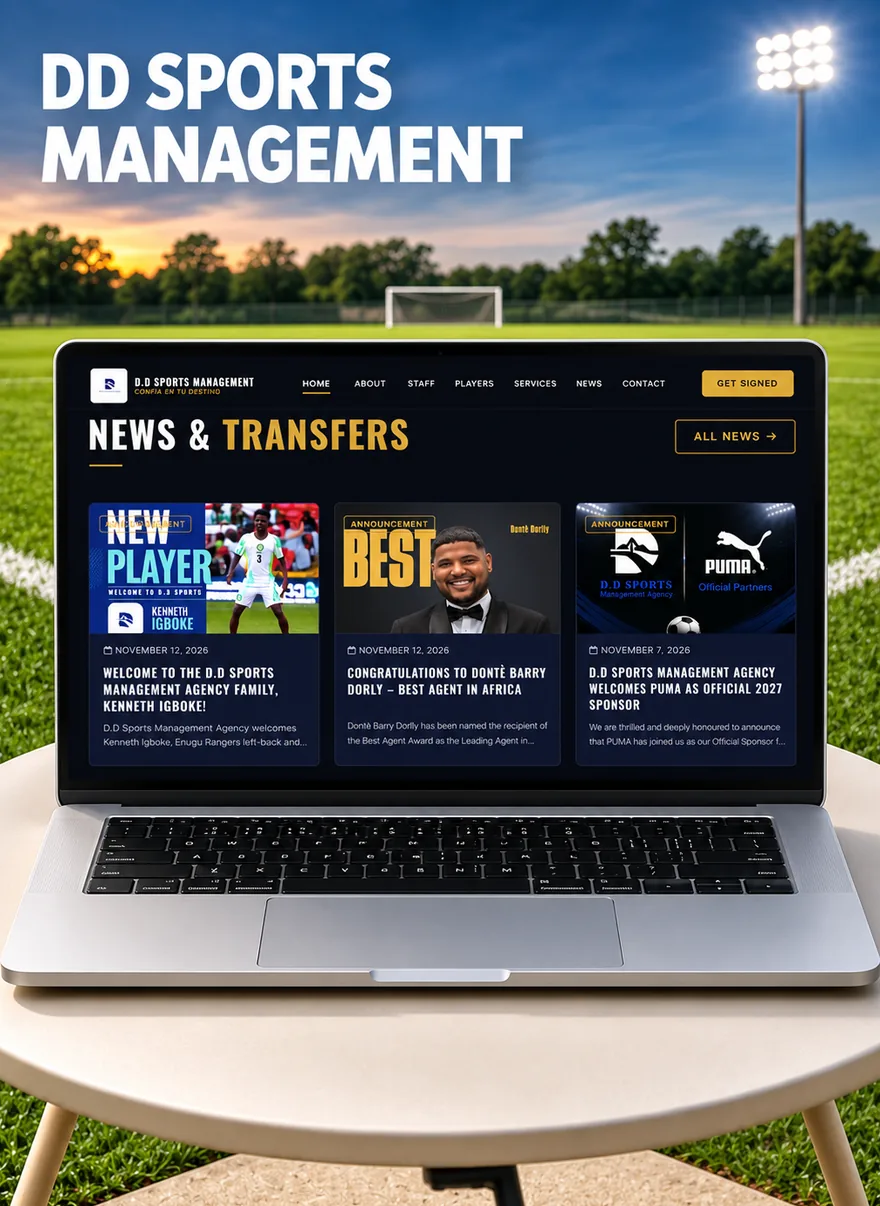 DD SPORTS
MANAGEMENT
D.D SPORTS MANAGEMENT
CONFIA EN TU DESTINO
HOME
ABOUT
STAFF
PLAYERS
SERVICES
NEWS
CONTACT
GET SIGNED
NEWS & TRANSFERS
ALL NEWS →
ANNOUNCEMENT
NEW
PLAYER
WELCOME TO D.D SPORTS
KENNETH
IGBOKE
NOVEMBER 12, 2026
WELCOME TO THE D.D SPORTS
MANAGEMENT AGENCY FAMILY,
KENNETH IGBOKE!
D.D Sports Management Agency welcomes
Kenneth Igboke, Enugu Rangers left-back and...
ANNOUNCEMENT
BEST
Dontè Dorlly
NOVEMBER 12, 2026
CONGRATULATIONS TO DONTÈ BARRY
DORLY – BEST AGENT IN AFRICA
Dontè Barry Dorlly has been named the recipient of
the Best Agent Award as the Leading Agent in...
ANNOUNCEMENT
D.D SPORTS
Management Agency
PUMA
Official Partners
NOVEMBER 7, 2026
D.D SPORTS MANAGEMENT AGENCY
WELCOMES PUMA AS OFFICIAL 2027
SPONSOR
We are thrilled and deeply honoured to announce
that PUMA has joined us as our Official Sponsor f...